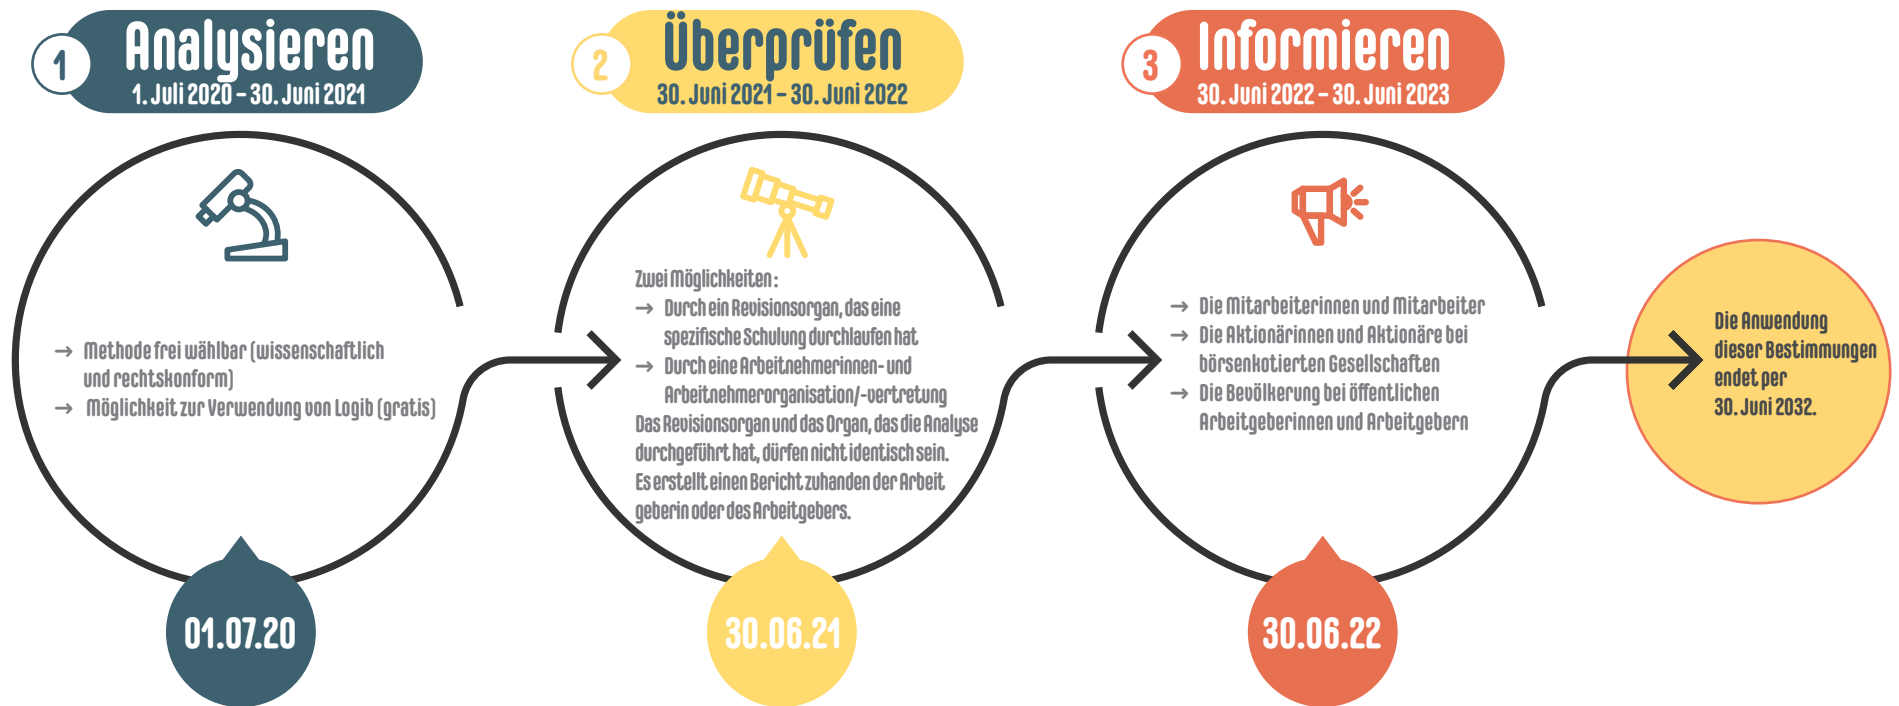 1
Analysieren
1. Juli 2020 – 30. Juni 2021
→ Methode frei wählbar (wissenschaftlich
und rechtskonform)
→ Möglichkeit zur Verwendung von Logib (gratis)
01.07.20
2
Überprüfen
30. Juni 2021 – 30. Juni 2022
Zwei Möglichkeiten :
→ Durch ein Revisionsorgan, das eine
spezifische Schulung durchlaufen hat
→ Durch eine Arbeitnehmerinnen- und
Arbeitnehmerorganisation/-vertretung
Das Revisionsorgan und das Organ, das die Analyse
durchgeführt hat, dürfen nicht identisch sein.
Es erstellt einen Bericht zuhanden der Arbeit
geberin oder des Arbeitgebers.
30.06.21
3
Informieren
30. Juni 2022 – 30. Juni 2023
→ Die Mitarbeiterinnen und Mitarbeiter
→ Die Aktionärinnen und Aktionäre bei
börsenkotierten Gesellschaften
→ Die Bevölkerung bei öffentlichen
Arbeitgeberinnen und Arbeitgebern
30.06.22
Die Anwendung
dieser Bestimmungen
endet per
30. Juni 2032.